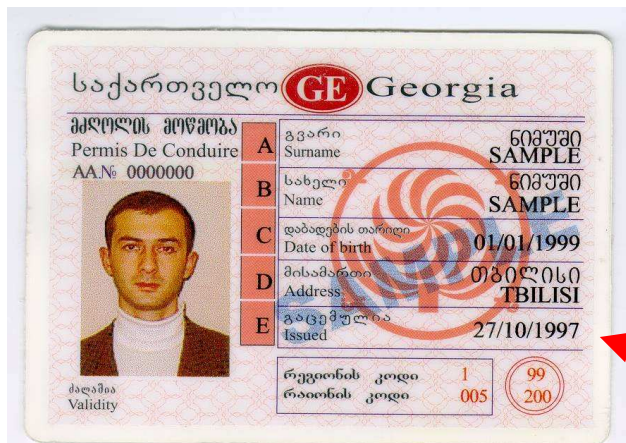 საქართველო GE Georgia
მძღოლის მოწმობა
Permis De Conduire
AA.№ 0000000
A გვარი ნიმუში
Surname SAMPLE
B სახელი ნიმუში
Name SAMPLE
C დაბადების თარიღი
Date of birth 01/01/1999
D მისამართი თბილისი
Address TBILISI
E გაცემულია
Issued 27/10/1997
SAMPLE
ძალაშია
Validity
რეგიონის კოდი 1
რაიონის კოდი 005
99
200